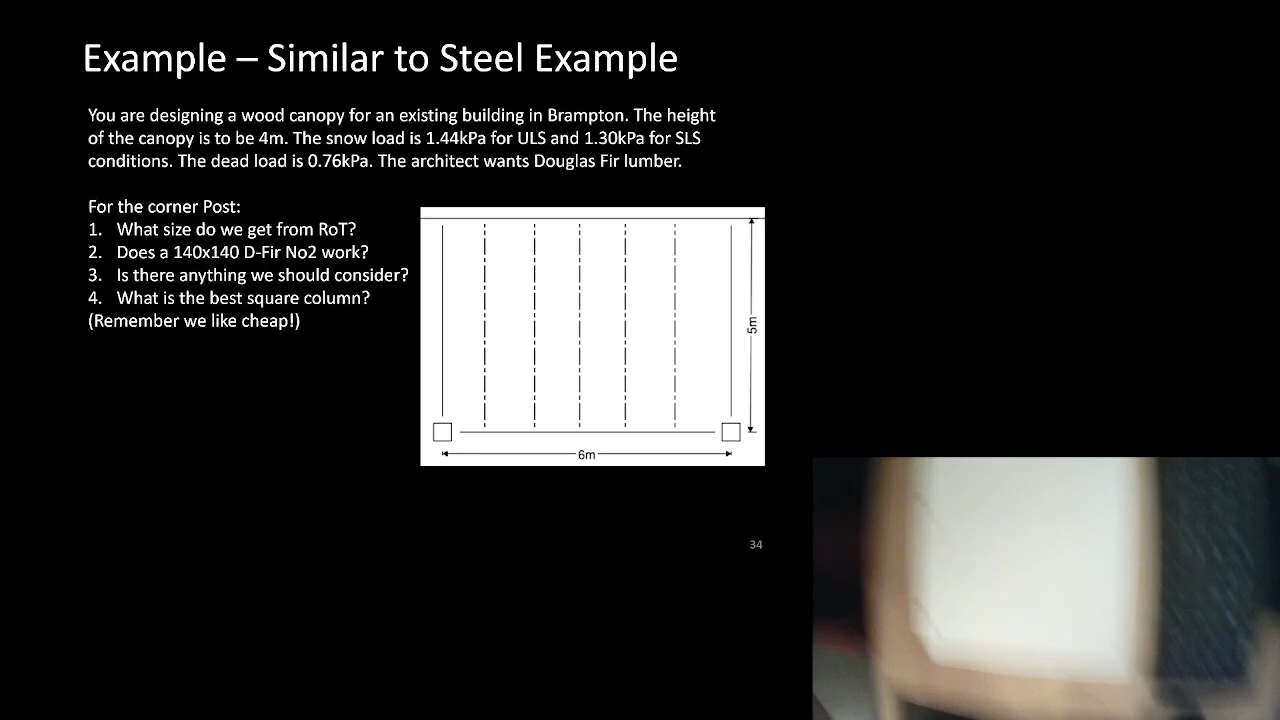 Example – Similar to Steel Example
You are designing a wood canopy for an existing building in Brampton. The height
of the canopy is to be 4m. The snow load is 1.44kPa for ULS and 1.30kPa for SLS
conditions. The dead load is 0.76kPa. The architect wants Douglas Fir lumber.
For the corner Post:
1. What size do we get from RoT?
2. Does a 140x140 D-Fir No2 work?
3. Is there anything we should consider?
4. What is the best square column?
(Remember we like cheap!)
5m
6m
34